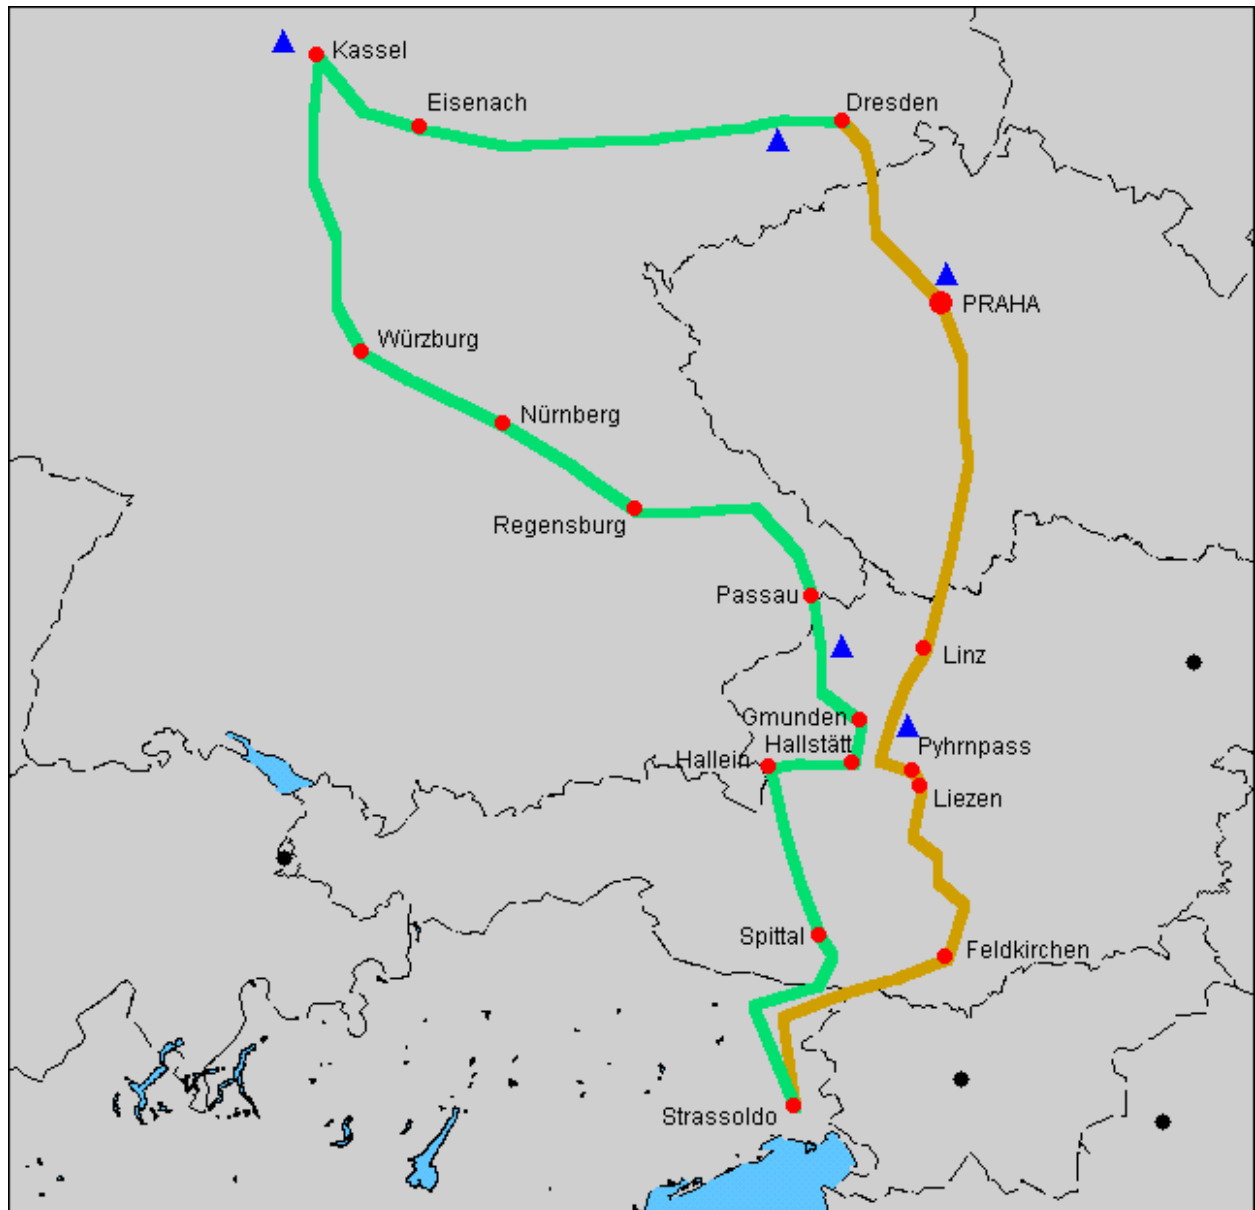 Kassel
Eisenach
Dresden
PRAHA
Würzburg
Nürnberg
Regensburg
Passau
Linz
Gmunden
Hallstätt
Pyhrnpass
Hallein
Liezen
Spittal
Feldkirchen
Strassoldo